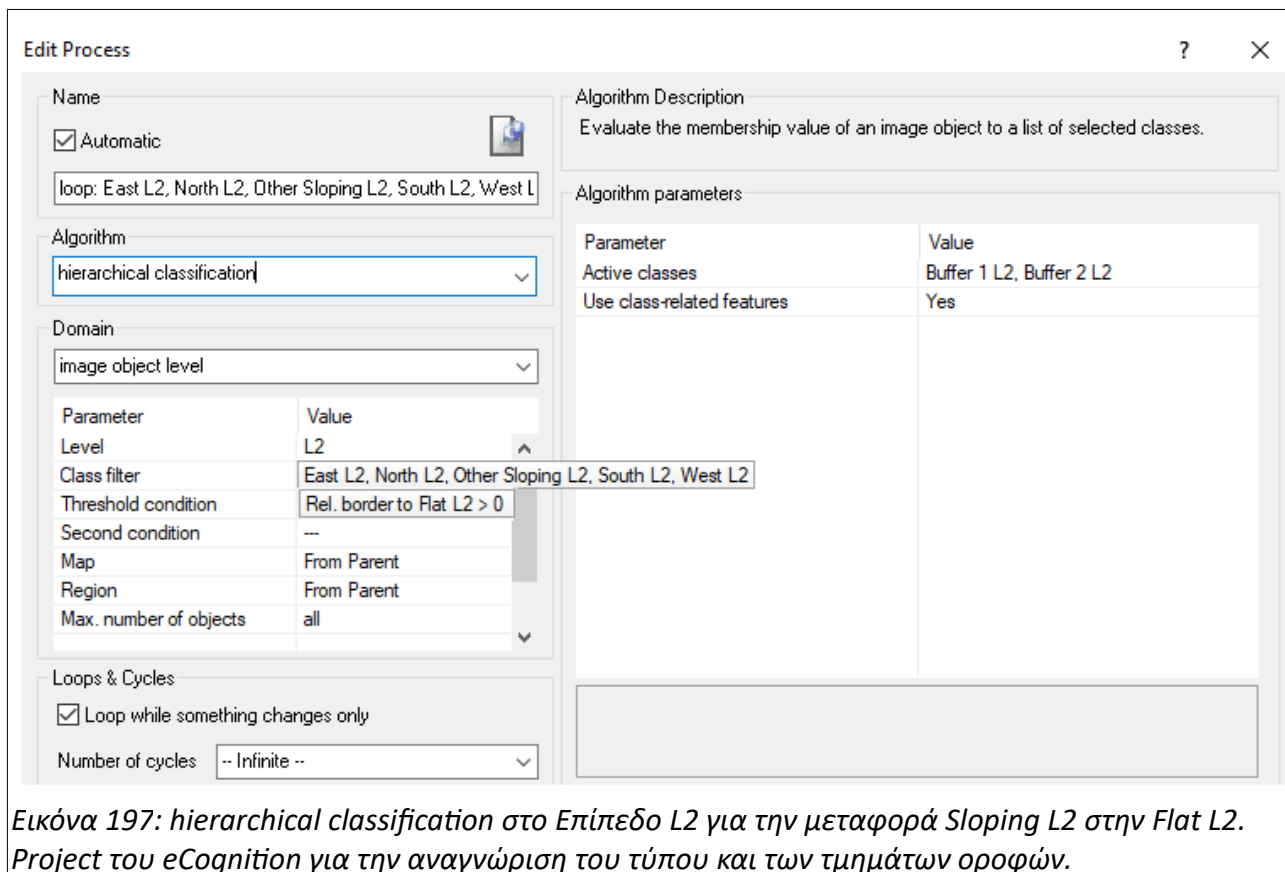 Edit Process
?
Name
Automatic
loop: East L2, North L2, Other Sloping L2, South L2, West L
Algorithm
hierarchical classification
Domain
image object level
Parameter Value
Level L2
Class filter East L2, North L2, Other Sloping L2, South L2, West L2
Threshold condition Rel. border to Flat L2 > 0
Second condition ---
Map From Parent
Region From Parent
Max. number of objects all
Loops & Cycles
Loop while something changes only
Number of cycles -- Infinite --
Algorithm Description
Evaluate the membership value of an image object to a list of selected classes.
Algorithm parameters
Parameter Value
Active classes Buffer 1 L2, Buffer 2 L2
Use class-related features Yes
Εικόνα 197: hierarchical classification στο Επίπεδο L2 για την μεταφορά Sloping L2 στην Flat L2.
Project του eCognition για την αναγνώριση του τύπου και των τμημάτων οροφών.